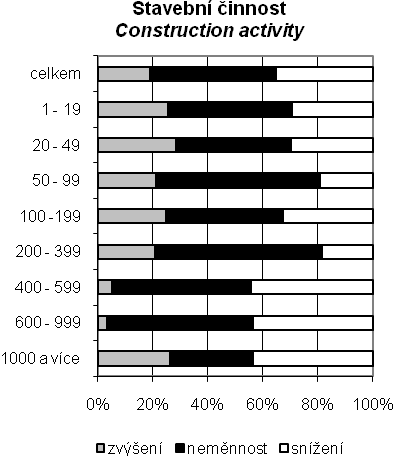 Stavební činnost
Construction activity
celkem
1 - 19
20 - 49
50 - 99
100 -199
200 - 399
400 - 599
600 - 999
1000 a více
0% 20% 40% 60% 80% 100%
zvýšení neměnnost snížení